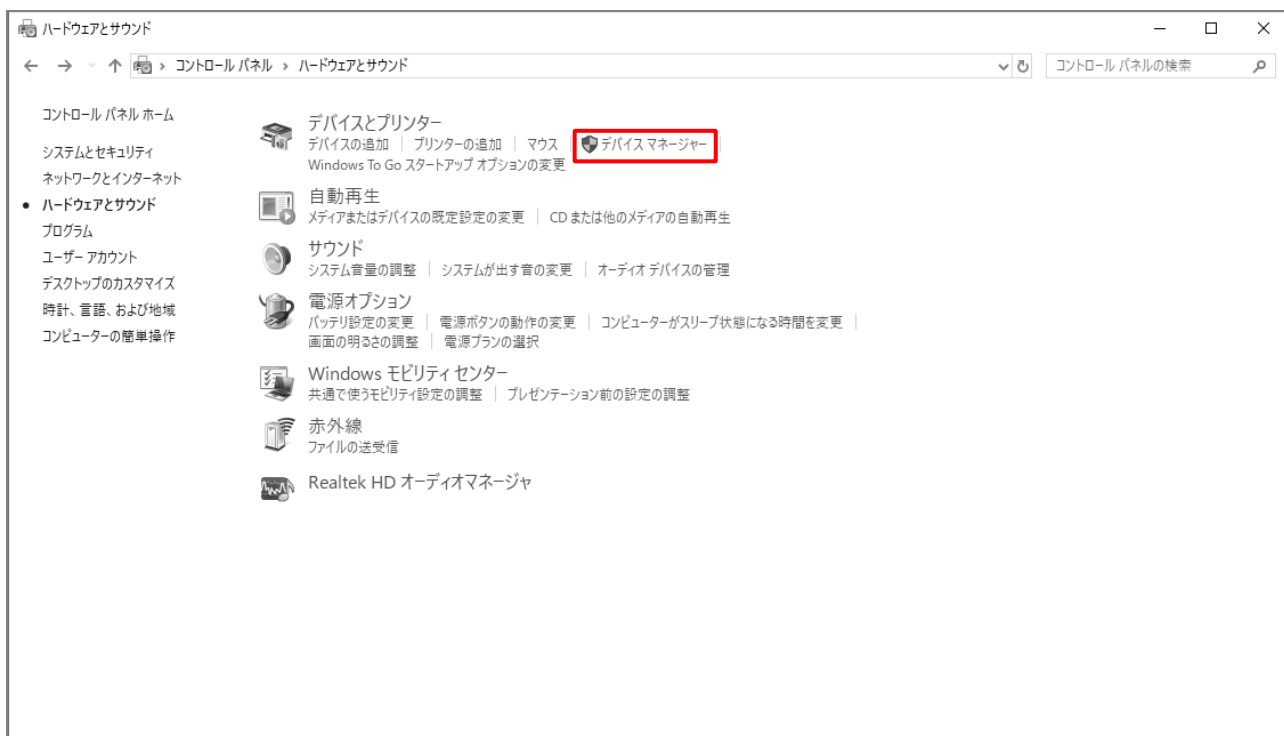 ハードウェアとサウンド
コントロール パネル › ハードウェアとサウンド
コントロール パネルの検索
コントロール パネル ホーム
システムとセキュリティ
ネットワークとインターネット
ハードウェアとサウンド
プログラム
ユーザー アカウント
デスクトップのカスタマイズ
時計、言語、および地域
コンピューターの簡単操作
デバイスとプリンター
デバイスの追加 | プリンターの追加 | マウス | デバイス マネージャー
Windows To Go スタートアップ オプションの変更
自動再生
メディアまたはデバイスの既定設定の変更 | CD または他のメディアの自動再生
サウンド
システム音量の調整 | システムが出す音の変更 | オーディオ デバイスの管理
電源オプション
バッテリ設定の変更 | 電源ボタンの動作の変更 | コンピューターがスリープ状態になる時間を変更 |
画面の明るさの調整 | 電源プランの選択
Windows モビリティ センター
共通で使うモビリティ設定の調整 | プレゼンテーション前の設定の調整
赤外線
ファイルの送受信
Realtek HD オーディオマネージャ